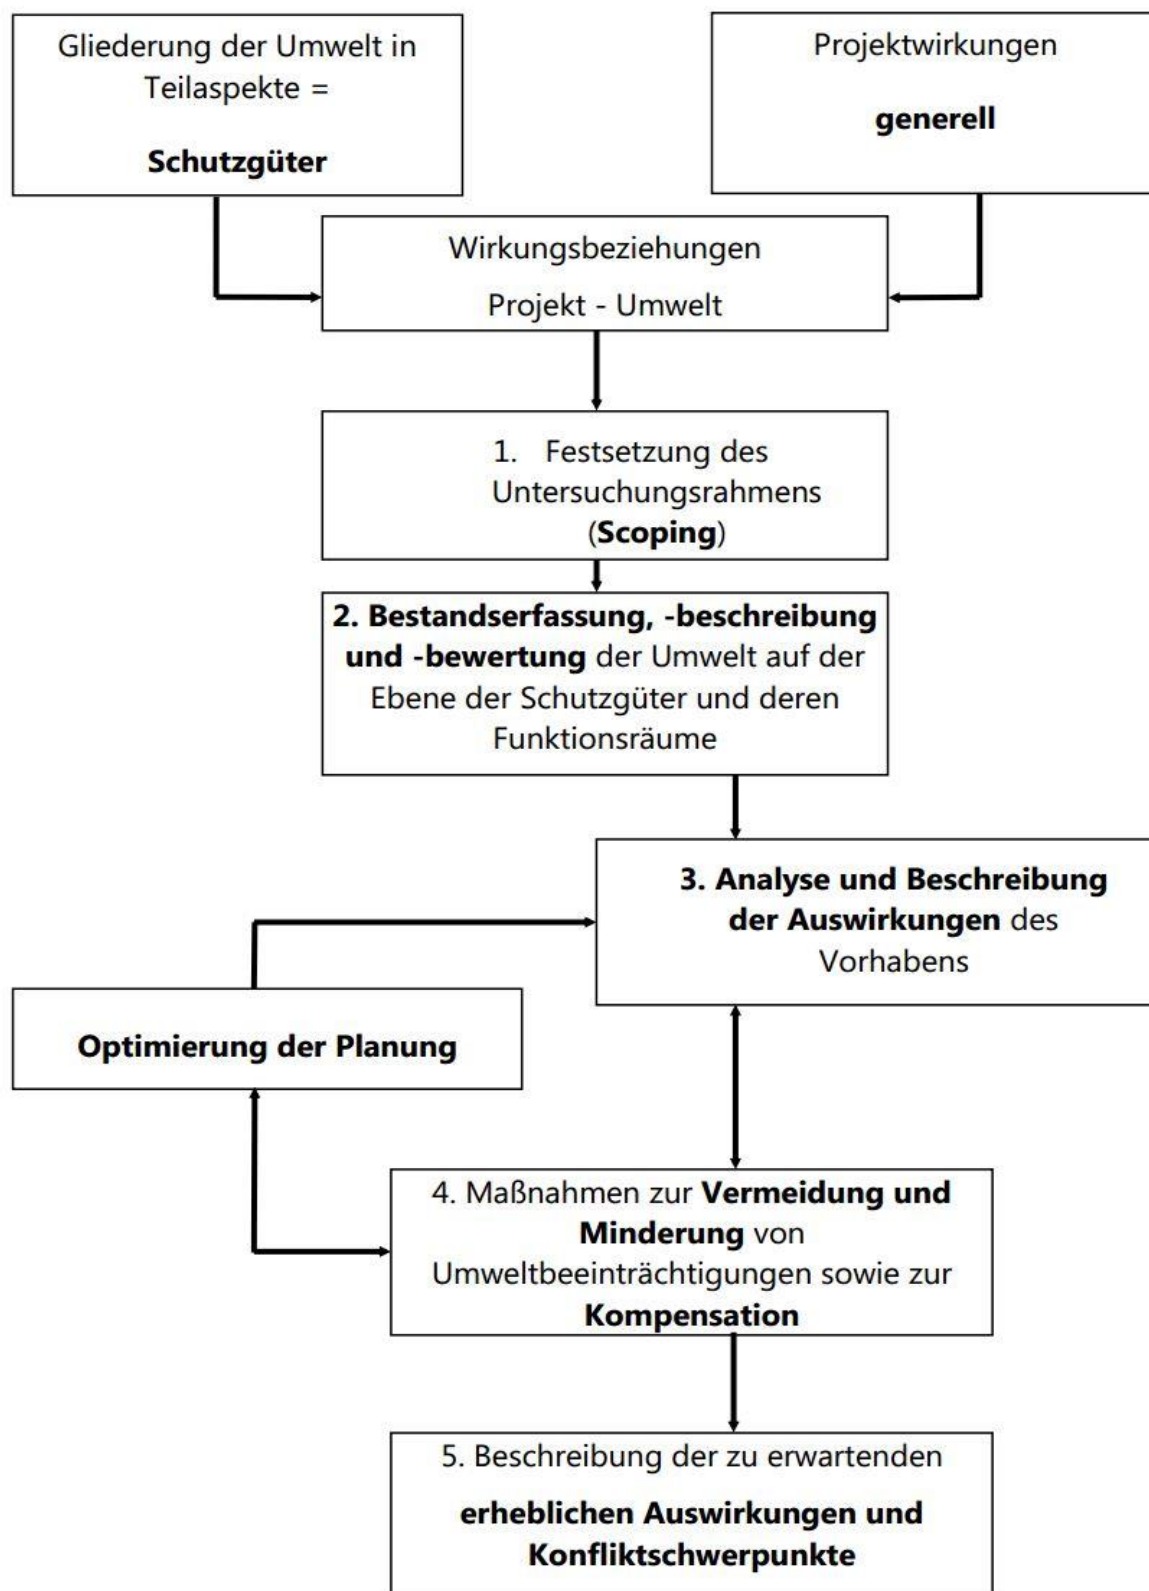 Gliederung der Umwelt in
Teilaspekte =
Schutzgüter
Projektwirkungen
generell
Wirkungsbeziehungen
Projekt - Umwelt
1. Festsetzung des
Untersuchungsrahmens
(Scoping)
2. Bestandserfassung, -beschreibung
und -bewertung der Umwelt auf der
Ebene der Schutzgüter und deren
Funktionsräume
3. Analyse und Beschreibung
der Auswirkungen des
Vorhabens
Optimierung der Planung
4. Maßnahmen zur Vermeidung und
Minderung von
Umweltbeeinträchtigungen sowie zur
Kompensation
5. Beschreibung der zu erwartenden
erheblichen Auswirkungen und
Konfliktschwerpunkte